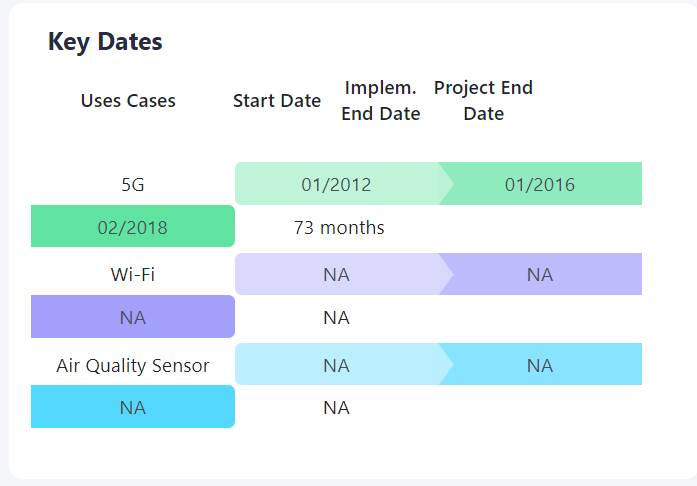 Key Dates
Uses Cases Start Date Implem. End Date Project End Date
5G 01/2012 01/2016
02/2018 73 months
Wi-Fi NA NA
NA NA
Air Quality Sensor NA NA
NA NA